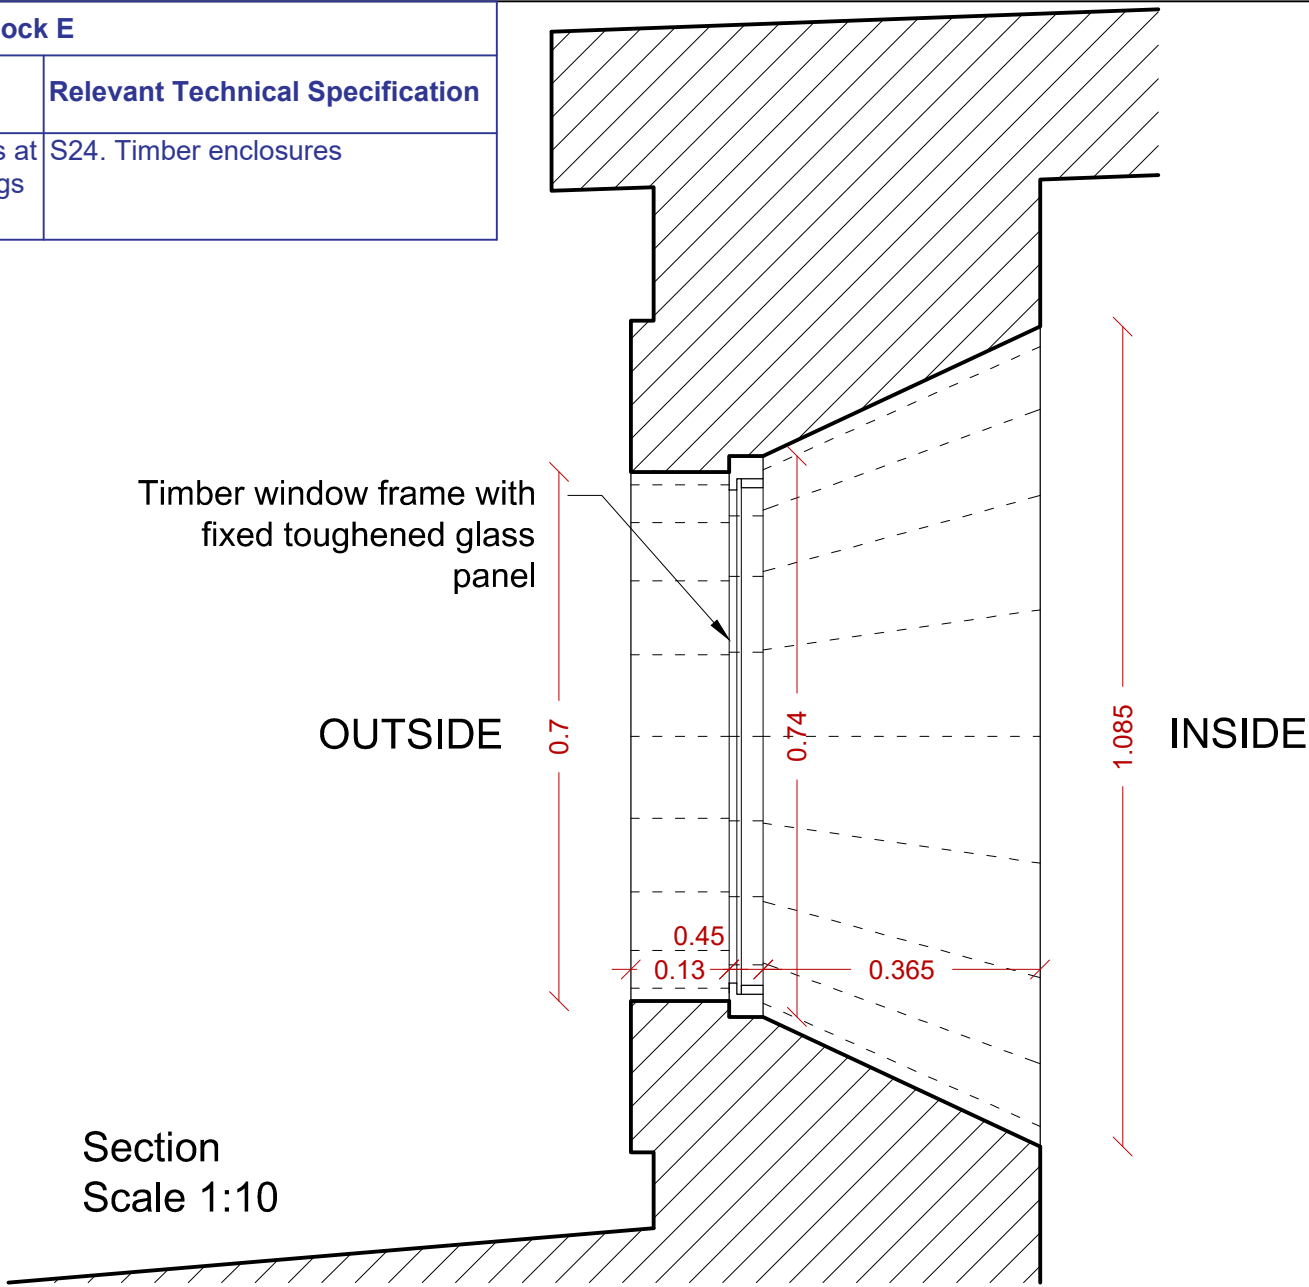 ock E
Relevant Technical Specification
s at
gs
S24. Timber enclosures
Timber window frame with
fixed toughened glass
panel
OUTSIDE
0.7
0.74
1.085
INSIDE
0.45
0.13
0.365
Section
Scale 1:10